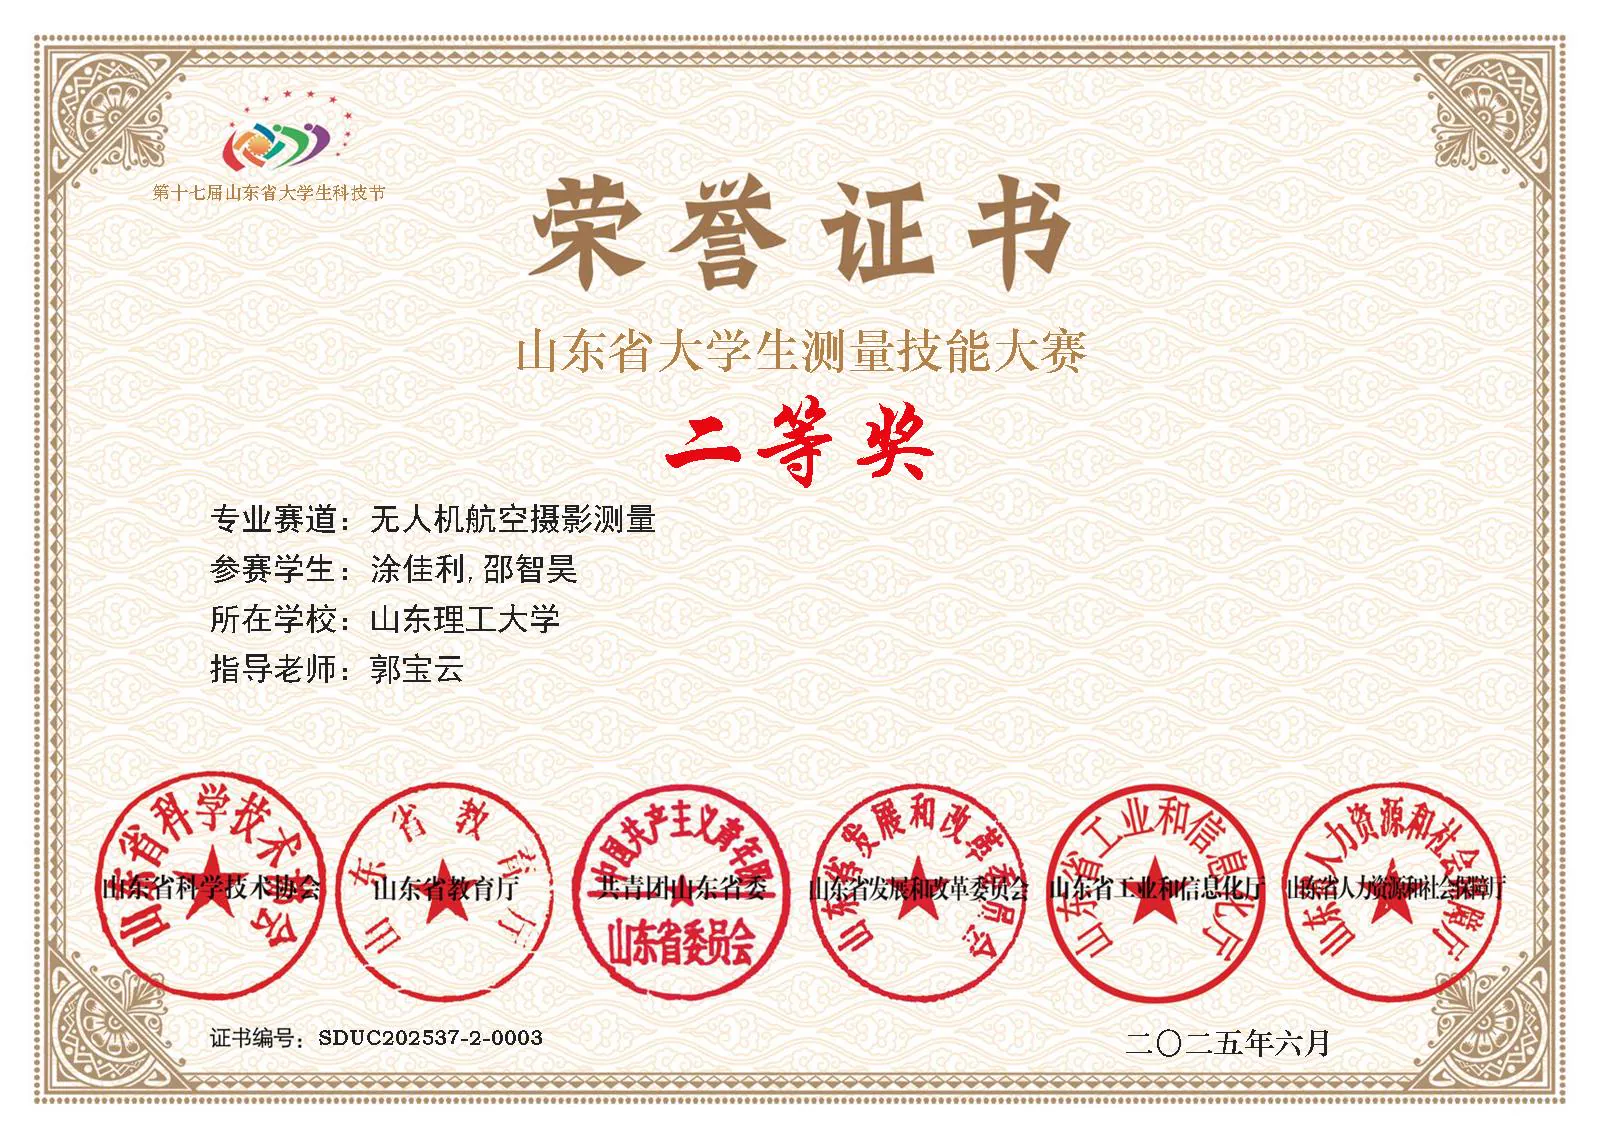 第十七届山东省大学生科技节
荣誉证书
山东省大学生测量技能大赛
二等奖
专业赛道：无人机航空摄影测量
参赛学生：涂佳利,邵智昊
所在学校：山东理工大学
指导老师：郭宝云
山东省科学技术协会
山东省科学技术协会
山东省教育厅
山东省教育厅
中国共产主义青年团
共青团山东省委
山东省委员会
山东省发展和改革委员会
山东省发展和改革委员会
山东省工业和信息化厅
山东省工业和信息化厅
山东省人力资源和社会保障厅
山东省人力资源和社会保障厅
证书编号：SDUC202537-2-0003
二〇二五年六月